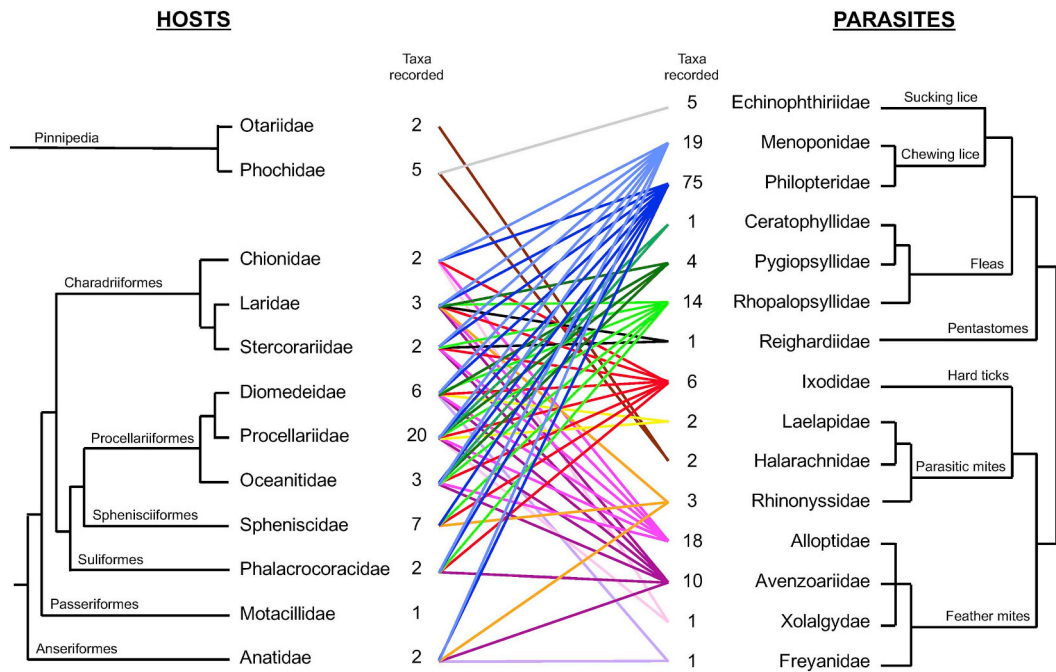 HOSTS
PARASITES
Taxa
recorded
Taxa
recorded
Pinnipedia
Otariidae
2
Phochidae
5
Charadriiformes
Chionidae
2
Laridae
3
Stercorariidae
2
Procellariiformes
Diomedeidae
6
Procellariidae
20
Oceanitidae
3
Sphenisciiformes
Spheniscidae
7
Suliformes
Phalacrocoracidae
2
Passeriformes
Motacillidae
1
Anseriformes
Anatidae
2
5
Echinophthiriidae
Sucking lice
19
Menoponidae
Chewing lice
75
Philopteridae
1
Ceratophyllidae
4
Pygiopsyllidae
Fleas
14
Rhopalopsyllidae
1
Reighardiidae
Pentastomes
6
Ixodidae
Hard ticks
2
Laelapidae
2
Halarachnidae
Parasitic mites
3
Rhinonyssidae
18
Alloptidae
10
Avenzoariidae
1
Xolalgydae
Feather mites
1
Freyanidae